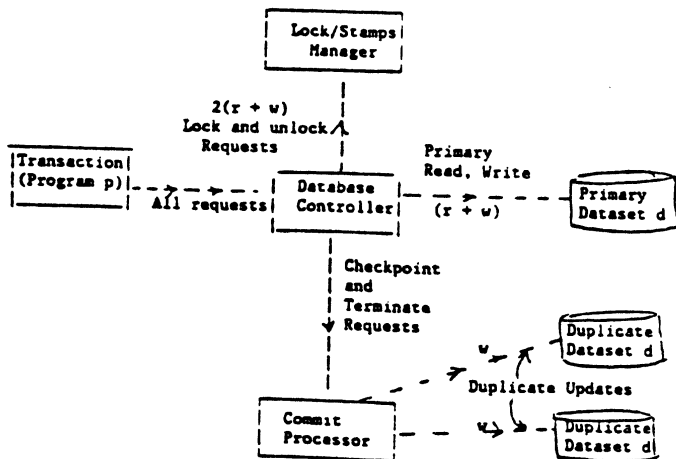 Lock/Stamps
Manager
2(r + w)
Lock and unlock
Requests
Transaction
(Program p)
All requests
Database
Controller
Primary
Read, Write
(r + w)
Primary
Dataset d
Checkpoint
and
Terminate
Requests
Duplicate
Dataset d
w
Duplicate Updates
Commit
Processor
w
Duplicate
Dataset d